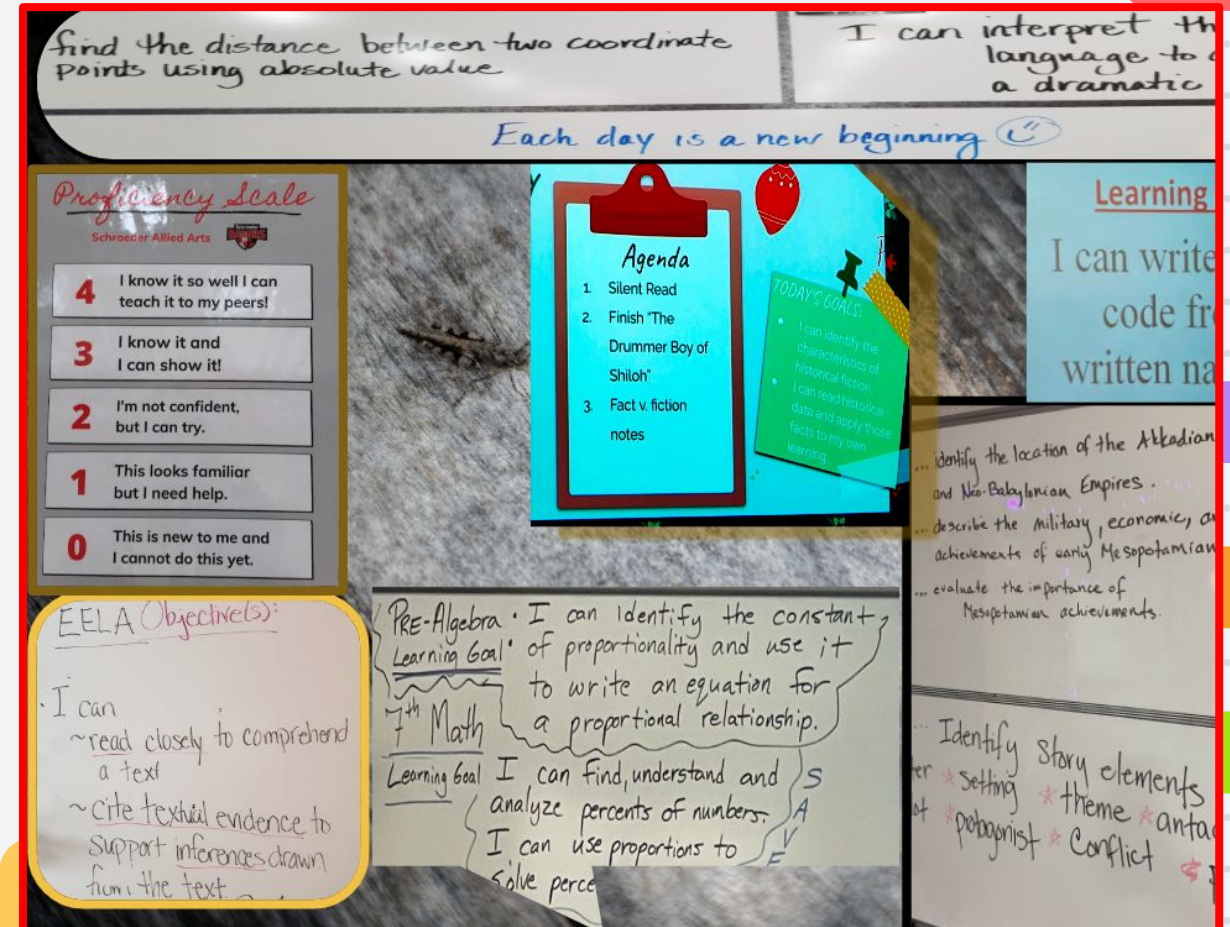 find the distance between two coordinate
points using absolute value
I can interpret th
language to
a dramatic
Each day is a new beginning
Proficiency Scale
Schroeder Allied Arts
4 I know it so well I can
teach it to my peers!
3 I know it and
I can show it!
2 I'm not confident,
but I can try.
1 This looks familiar
but I need help.
0 This is new to me and
I cannot do this yet.
Agenda
1. Silent Read
2. Finish "The
Drummer Boy of
Shiloh"
3. Fact v. fiction
notes
TODAY'S GOALS:
• I can identify the
characteristics of
historical fiction.
• I can read historical
data and apply those
facts to my own
learning
Learning
I can write
code fr
written na
... identify the location of the Akkadian
and Neo-Babylonian Empires.
... describe the military, economic, a
achievements of early Mesopotamian
... evaluate the importance of
Mesopotamian achievements.
EELA Objective(s):
• I can
~read closely to comprehend
a text
~ cite textual evidence to
support inferences drawn
from the text
PRE-Algebra • I can identify the constant
Learning Goal • of proportionality and use it
to write an equation for
a proportional relationship.
7th Math
Learning Goal I can find, understand and
analyze percents of numbers.
I can use proportions to
solve perce
SAVE
... Identify Story elements
setting theme anta
protagonist Conflict